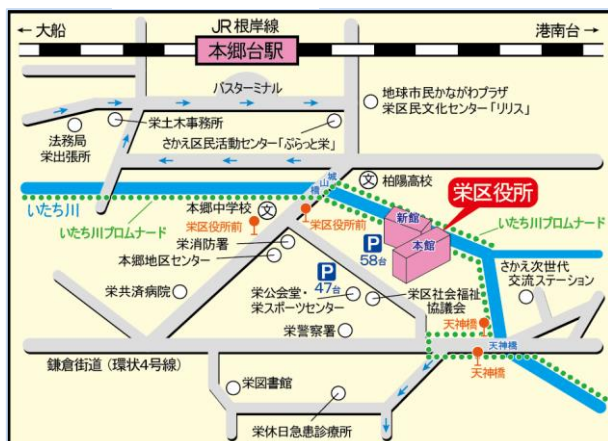 ← 大船
JR 根岸線
港南台 →
本郷台駅
バスターミナル
地球市民かながわプラザ
栄区民文化センター「リリス」
栄土木事務所
法務局
栄出張所
さかえ区民活動センター「ぷらっと栄」
城山橋
文
柏陽高校
栄区役所
いたち川
いたち川プロムナード
本郷中学校
文
栄区役所前
栄区役所前
新館
本館
いたち川プロムナード
栄消防署
本郷地区センター
P
58台
P
47台
さかえ次世代
交流ステーション
栄共済病院
栄公会堂・
栄スポーツセンター
栄区社会福祉
協議会
天神橋
栄警察署
天神橋
鎌倉街道 (環状4号線)
天神橋
栄図書館
栄休日急患診療所